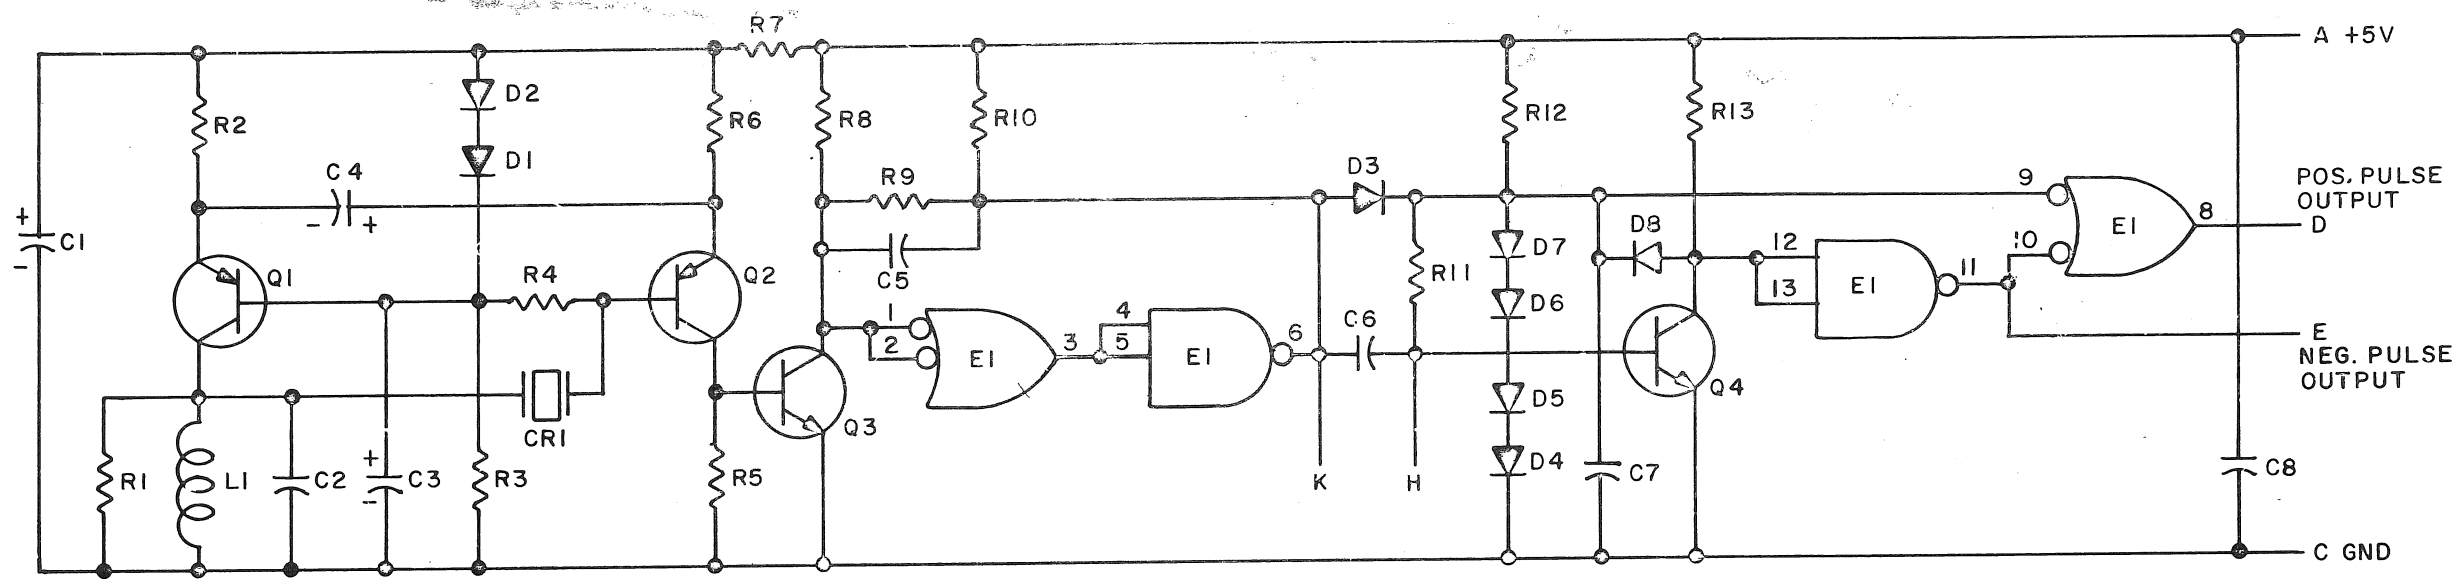 R7
A +5V
D2
R2
R6
R8
R10
R12
R13
D1
C4
-
+
R9
D3
POS. PULSE
OUTPUT
9
E1
8
D
+
C1
-
Q1
R4
Q2
C5
R11
D7
D8
12
10
11
13
E1
D6
1
2
E1
3
4
5
E1
6
C6
E
NEG. PULSE
OUTPUT
Q4
D5
Q3
CR1
R1
L1
C2
+
C3
-
R3
R5
K
H
D4
C7
C8
C GND